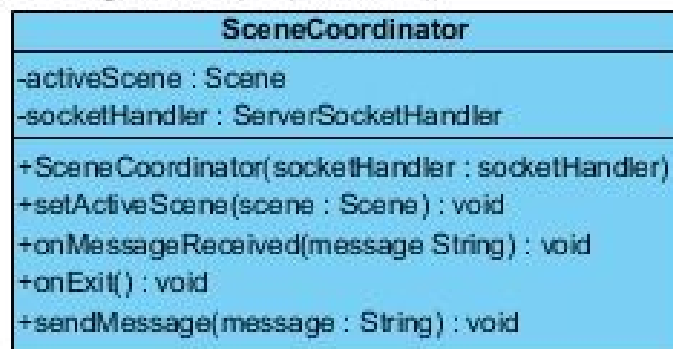 SceneCoordinator
-activeScene : Scene
-socketHandler : ServerSocketHandler
+SceneCoordinator(socketHandler : socketHandler)
+setActiveScene(scene : Scene) : void
+onMessageReceived(message String) : void
+onExit() : void
+sendMessage(message : String) : void